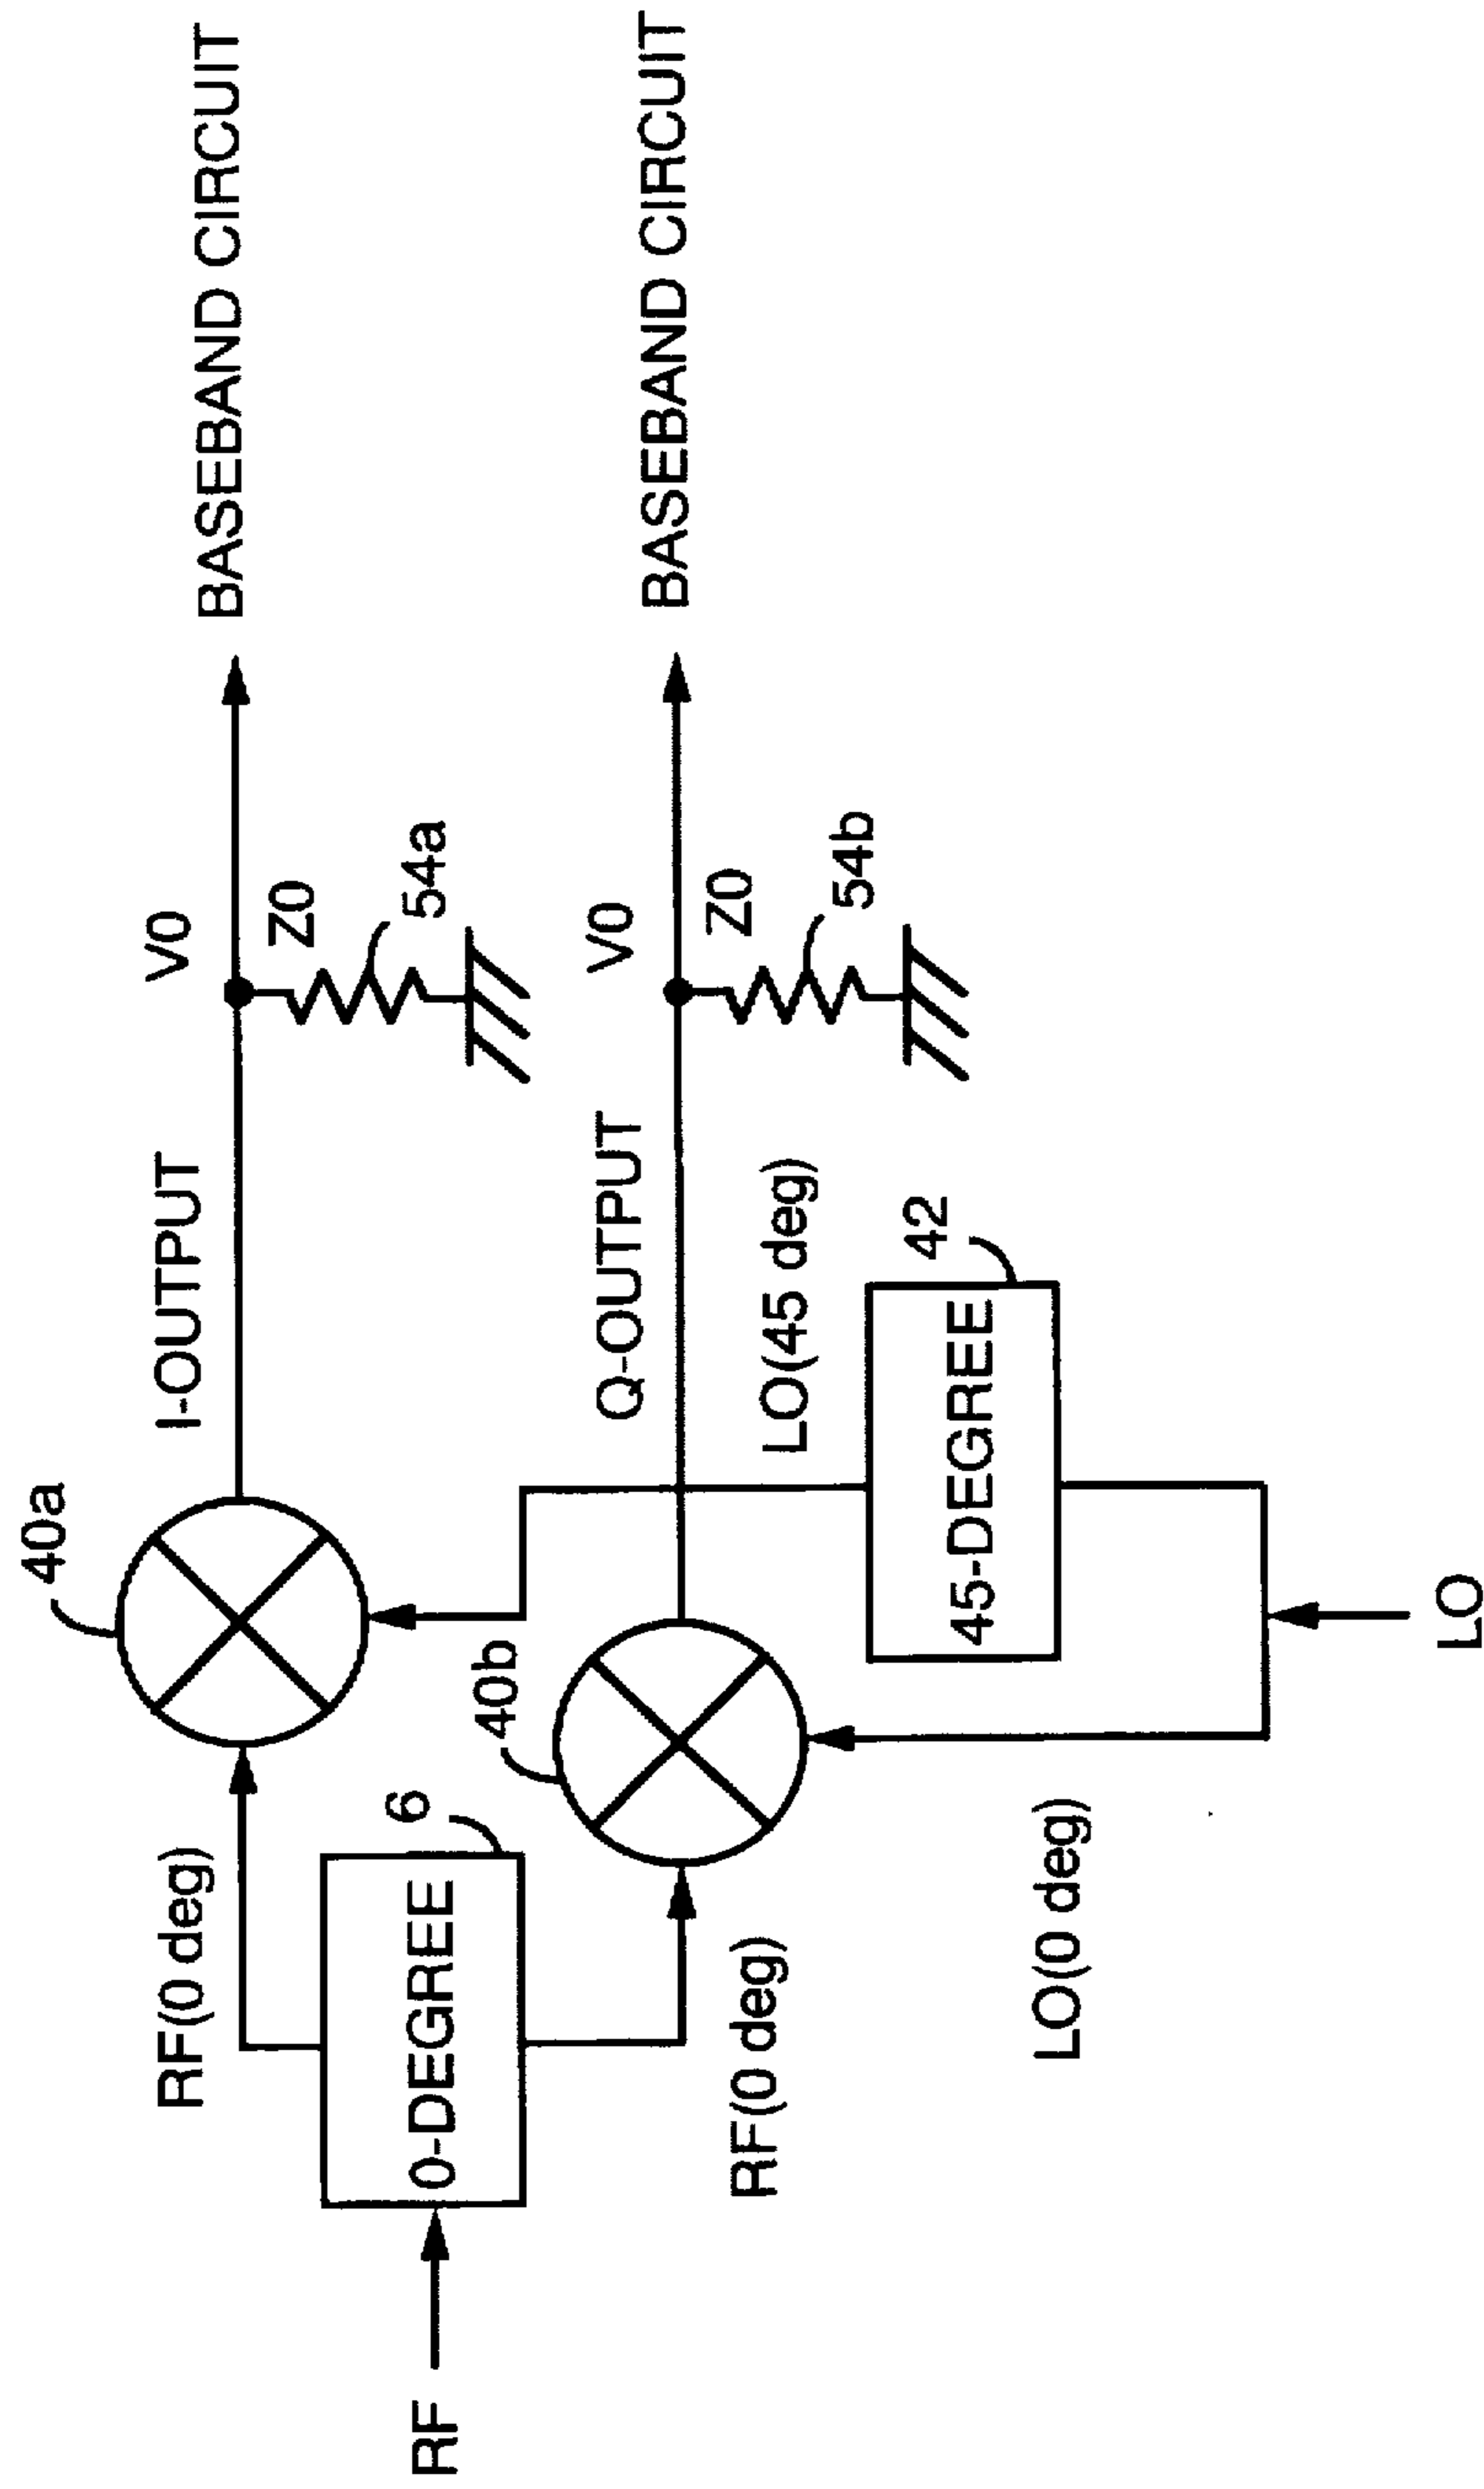 RF
0-DEGREE
6
RF(0 deg)
RF(0 deg)
40a
40b
I-OUTPUT
Q-OUTPUT
V0
Z0
54a
V0
Z0
54b
BASEBAND CIRCUIT
BASEBAND CIRCUIT
LO(45 deg)
42
45-DEGREE
LO(0 deg)
LO